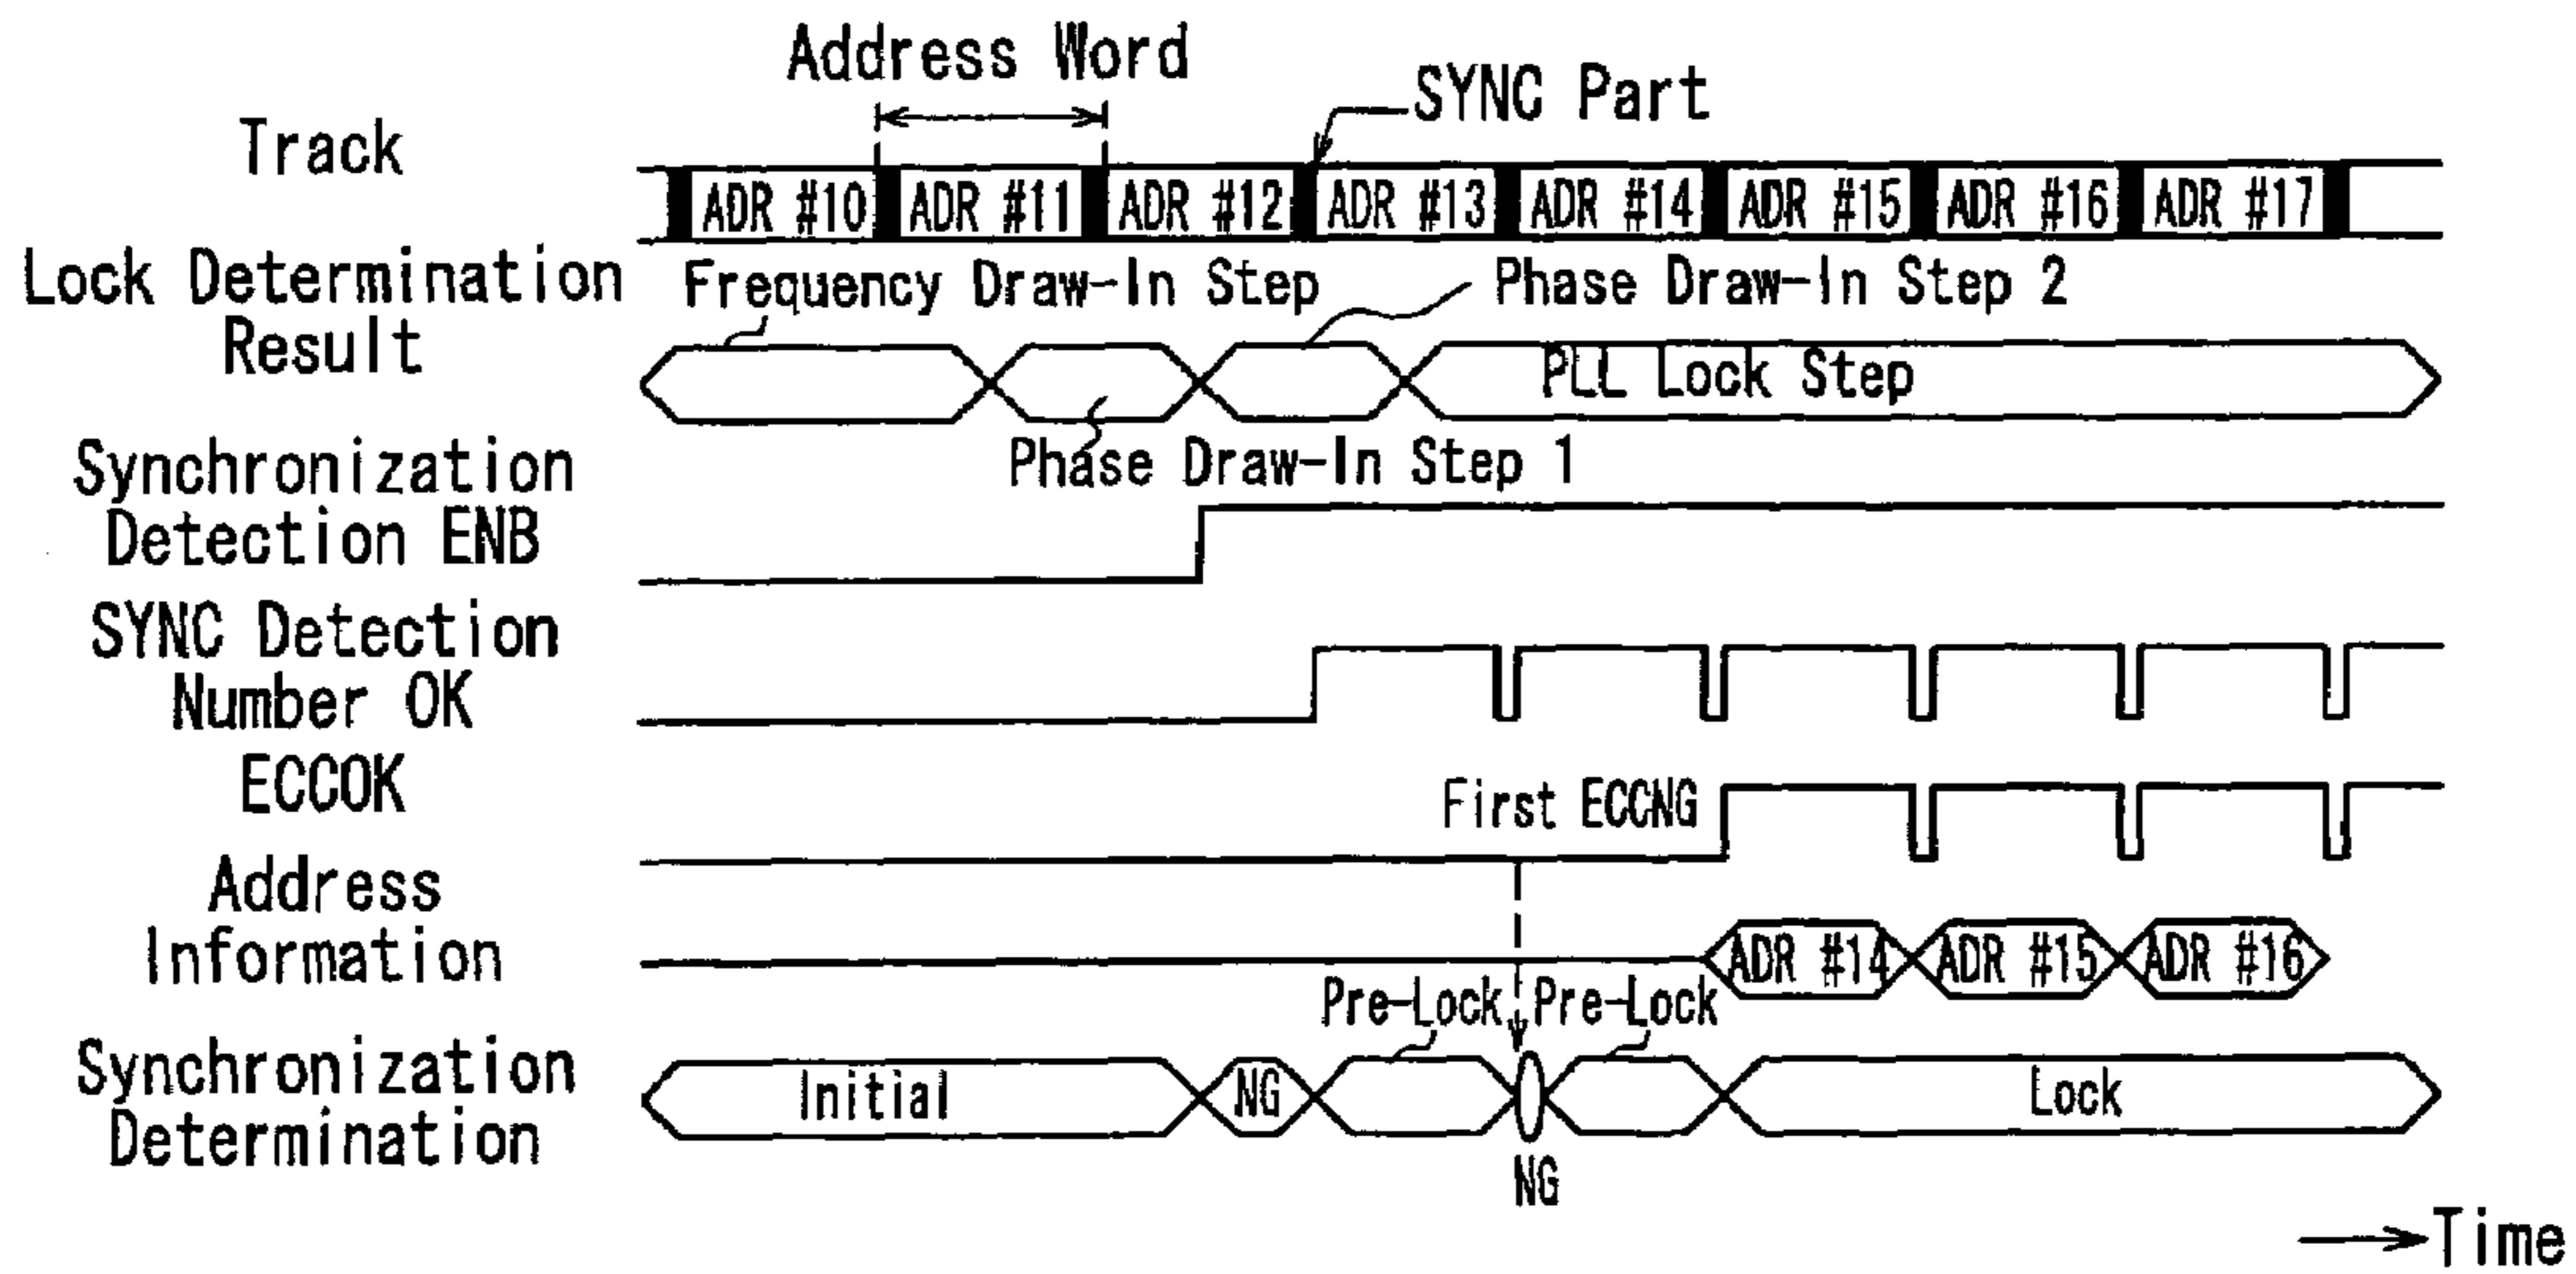 Address Word
SYNC Part
Track
ADR #10 ADR #11 ADR #12 ADR #13 ADR #14 ADR #15 ADR #16 ADR #17
Lock Determination
Result
Frequency Draw-In Step
Phase Draw-In Step 2
PLL Lock Step
Phase Draw-In Step 1
Synchronization
Detection ENB
SYNC Detection
Number OK
ECCOK
First ECCNG
Address
Information
ADR #14 ADR #15 ADR #16
Pre-Lock Pre-Lock
Synchronization
Determination
Initial NG Lock
NG
Time